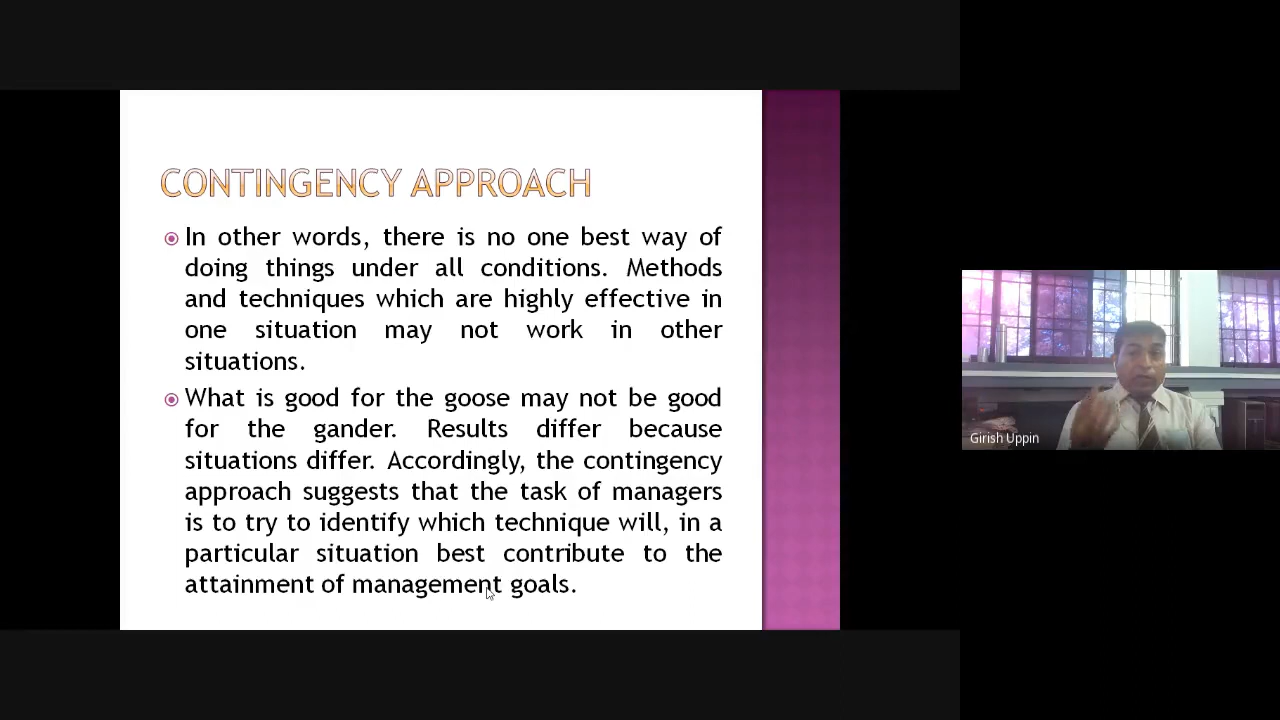 CONTINGENCY APPROACH
In other words, there is no one best way of
doing things under all conditions. Methods
and techniques which are highly effective in
one situation may not work in other
situations.
What is good for the goose may not be good
for the gander. Results differ because
situations differ. Accordingly, the contingency
approach suggests that the task of managers
is to try to identify which technique will, in a
particular situation best contribute to the
attainment of management goals.
Girish Uppin